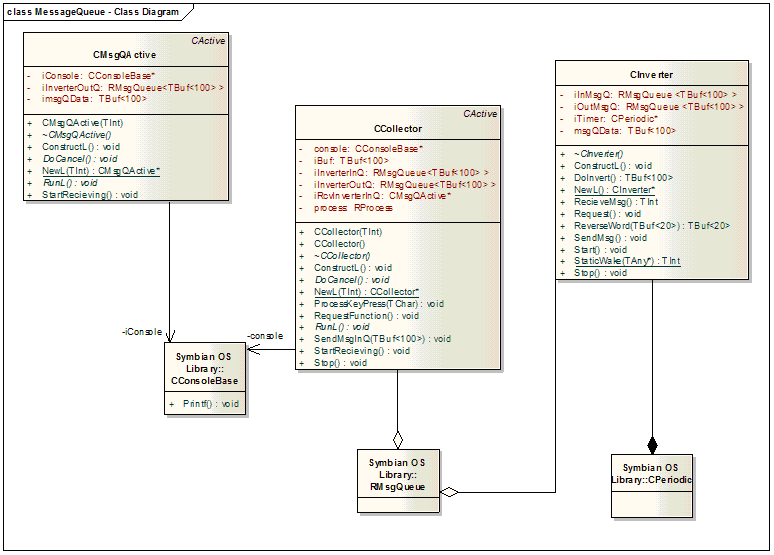 class MessageQueue - Class Diagram
CActive
CMsgQActive
- iConsole: CConsoleBase*
- iInverterOutQ: RMsgQueue<TBuf<100> >
- imsgQData: TBuf<100>
+ CMsgQActive(TInt)
+ ~CMsgQActive()
+ ConstructL() : void
+ DoCancel() : void
+ NewL(TInt) : CMsgQActive*
+ RunL() : void
+ StartRecieving() : void
CActive
CCollector
- console: CConsoleBase*
- iBuf: TBuf<100>
- iInverterInQ: RMsgQueue<TBuf<100> >
- iInverterOutQ: RMsgQueue<TBuf<100> >
- iRcvInverterInQ: CMsgQActive*
- process: RProcess
+ CCollector(TInt)
+ CCollector()
+ ~CCollector()
+ ConstructL() : void
+ DoCancel() : void
+ NewL(TInt) : CCollector*
+ ProcessKeyPress(TChar) : void
+ RequestFunction() : void
+ RunL() : void
+ SendMsgInQ(TBuf<100>) : void
+ StartRecieving() : void
+ Stop() : void
CInverter
- iInMsgQ: RMsgQueue <TBuf<100> >
- iOutMsgQ: RMsgQueue <TBuf<100> >
- iTimer: CPeriodic*
- msgQData: TBuf<100>
+ ~CInverter()
+ ConstructL() : void
+ DoInvert() : TBuf<100>
+ NewL() : CInverter*
+ RecieveMsg() : TInt
+ Request() : void
+ ReverseWord(TBuf<20>) : TBuf<20>
+ SendMsg() : void
+ Start() : void
+ StaticWake(TAny*) : TInt
+ Stop() : void
-iConsole
-console
Symbian OS
Library::
CConsoleBase
+ Printf() : void
Symbian OS
Library::
RMsgQueue
Symbian OS
Library::CPeriodic